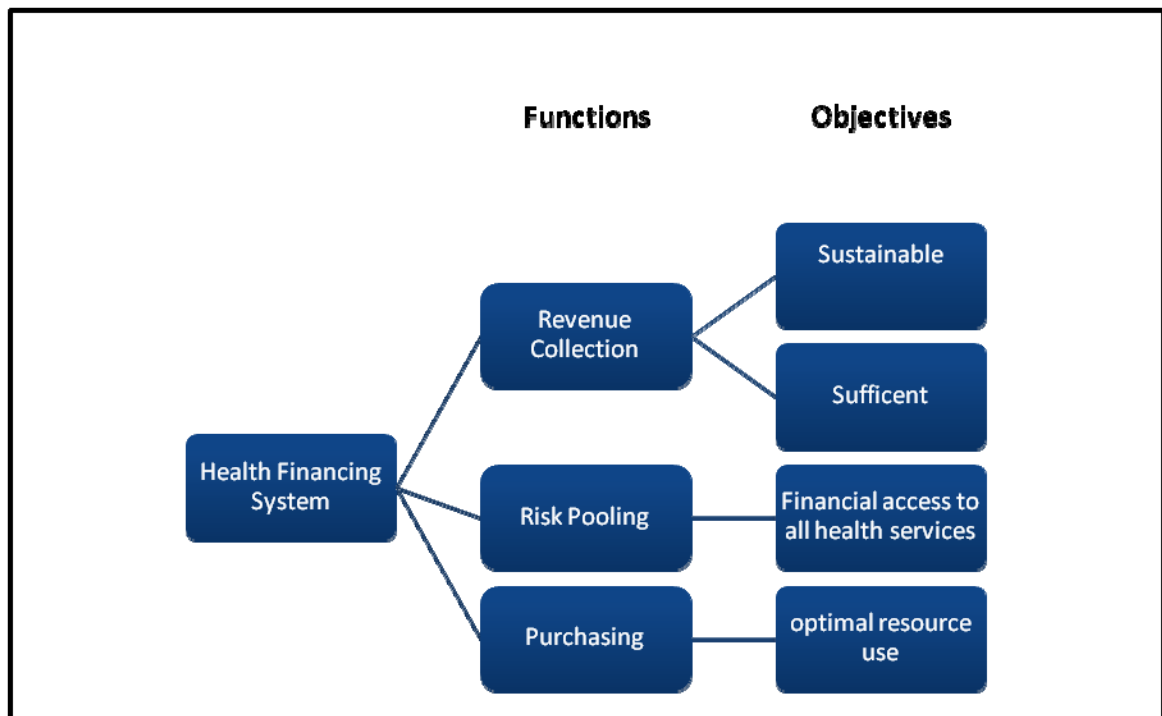 Functions
Objectives
Sustainable
Revenue
Collection
Sufficent
Health Financing
System
Risk Pooling
Financial access to
all health services
Purchasing
optimal resource
use